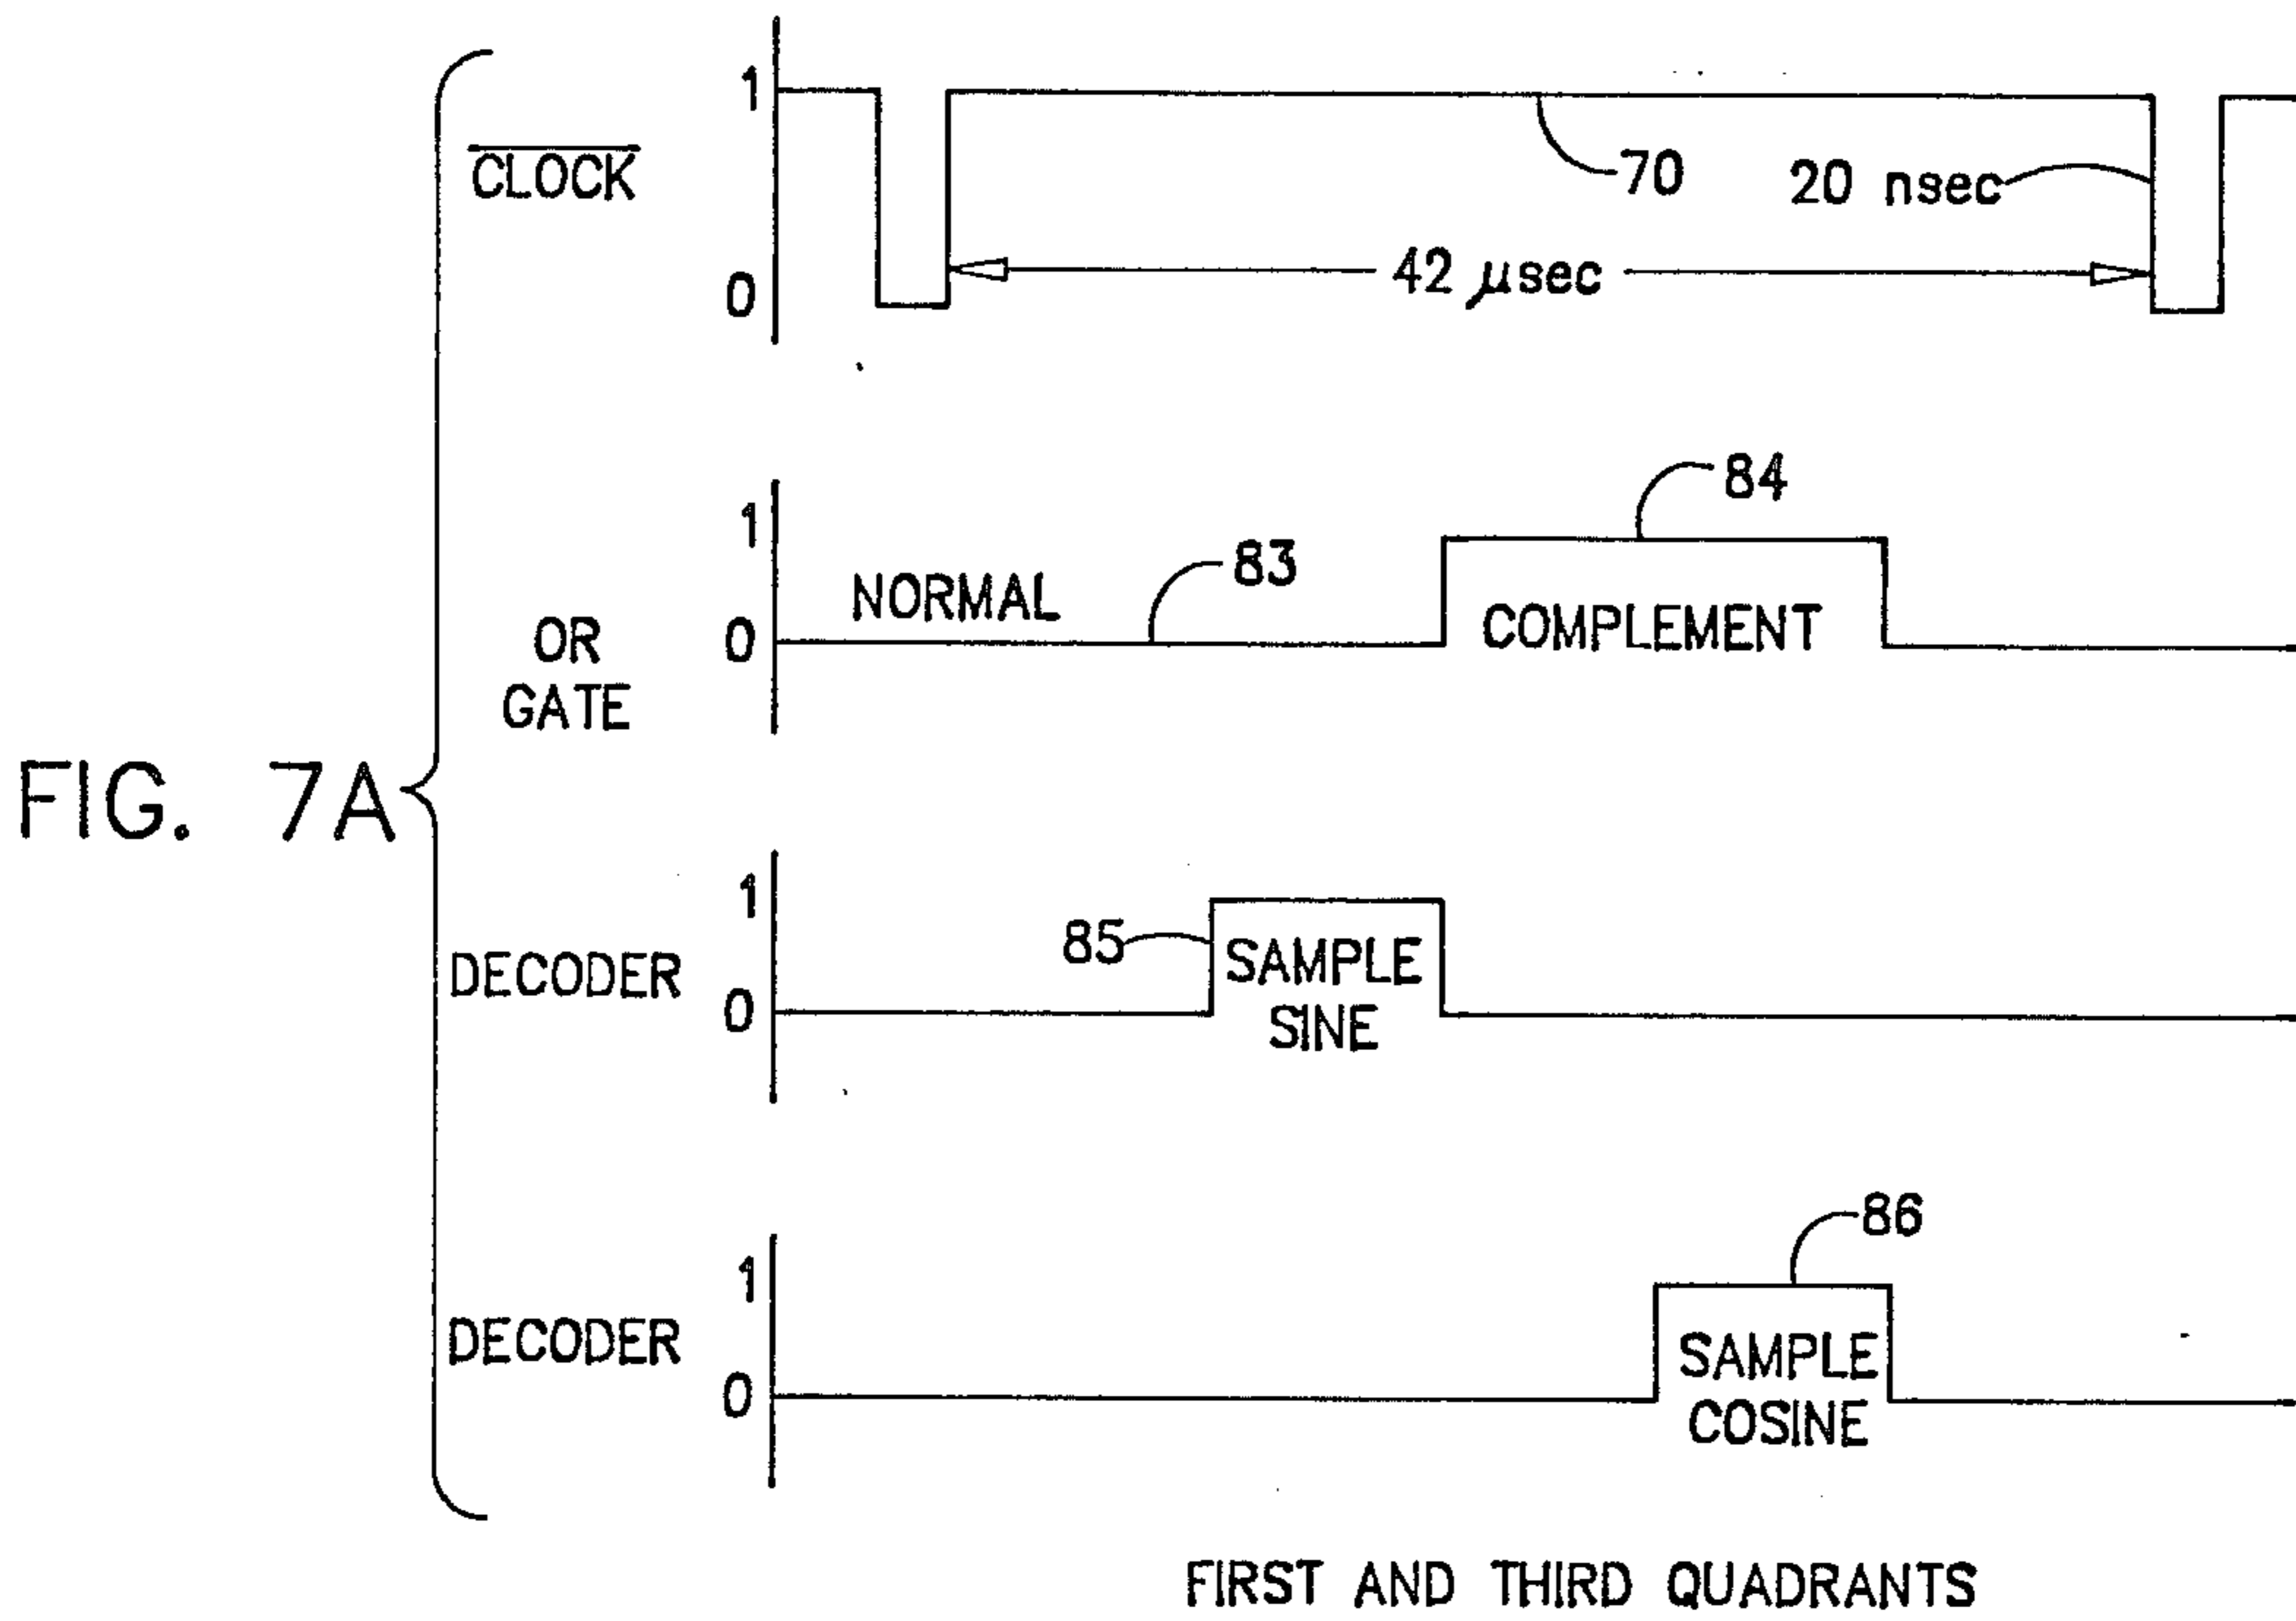 FIG. 7A
CLOCK
1
0
70
20 nsec
42 μsec
OR
GATE
1
0
NORMAL
83
84
COMPLEMENT
DECODER
1
0
85
SAMPLE
SINE
DECODER
1
0
86
SAMPLE
COSINE
FIRST AND THIRD QUADRANTS